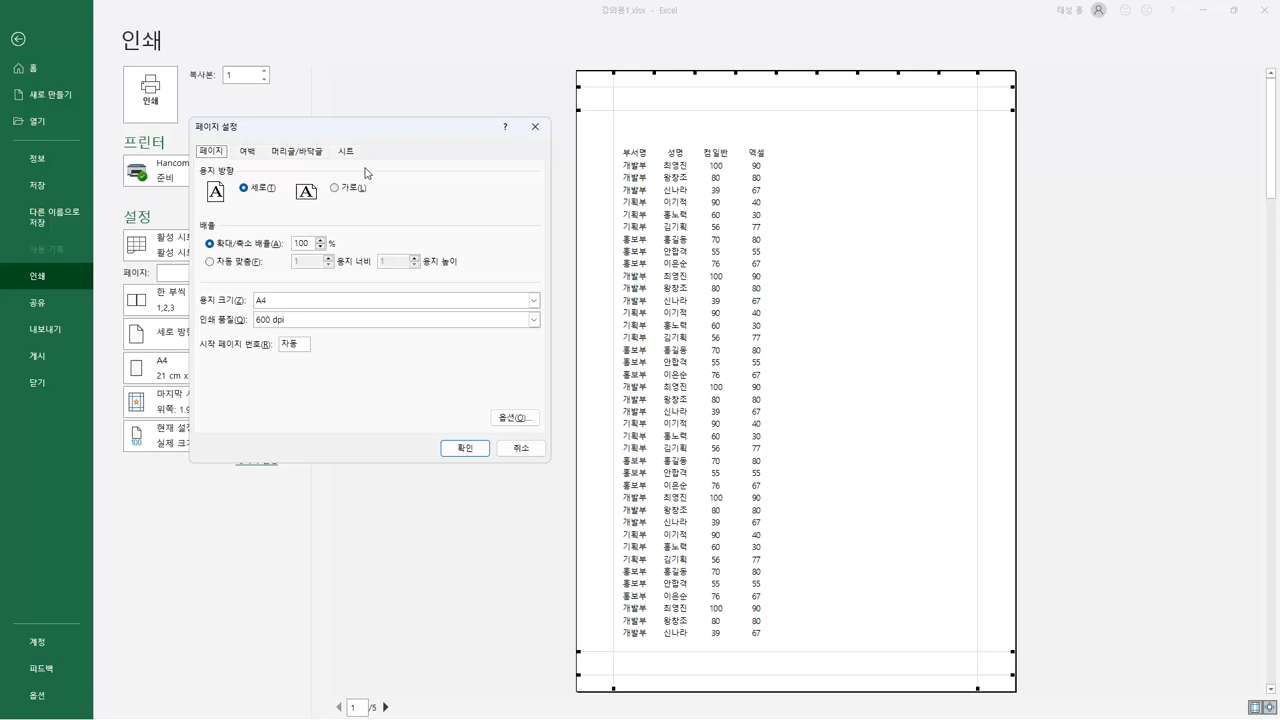 강의용1.xlsx - Excel
태성 홍
?
인쇄
홈
새로 만들기
열기
정보
저장
다른 이름으로
저장
사용 기록
인쇄
공유
내보내기
게시
닫기
계정
피드백
옵션
인쇄
복사본: 1
프린터
Hancom
준비
설정
활성 시트
활성 시
페이지:
한 부씩
1,2,3
세로 방향
A4
21 cm x
마지막 사
위쪽: 1.9
현재 설정
100
실제 크기
페이지 설정
?
페이지 여백 머리글/바닥글 시트
용지 방향
A 세로(T) A 가로(L)
배율
확대/축소 배율(A): 100 %
자동 맞춤(F): 1 용지 너비 1 용지 높이
용지 크기(Z): A4
인쇄 품질(Q): 600 dpi
시작 페이지 번호(R): 자동
옵션(O)...
확인 취소
부서명 성명 컴일반 엑셀
개발부 최영진 100 90
개발부 왕창조 80 80
개발부 신나라 39 67
기획부 이기적 90 40
기획부 홍노력 60 30
기획부 김기획 56 77
홍보부 홍길동 70 80
홍보부 안합격 55 55
홍보부 이은순 76 67
개발부 최영진 100 90
개발부 왕창조 80 80
개발부 신나라 39 67
기획부 이기적 90 40
기획부 홍노력 60 30
기획부 김기획 56 77
홍보부 홍길동 70 80
홍보부 안합격 55 55
홍보부 이은순 76 67
개발부 최영진 100 90
개발부 왕창조 80 80
개발부 신나라 39 67
기획부 이기적 90 40
기획부 홍노력 60 30
기획부 김기획 56 77
홍보부 홍길동 70 80
홍보부 안합격 55 55
홍보부 이은순 76 67
개발부 최영진 100 90
개발부 왕창조 80 80
개발부 신나라 39 67
기획부 이기적 90 40
기획부 홍노력 60 30
기획부 김기획 56 77
홍보부 홍길동 70 80
홍보부 안합격 55 55
홍보부 이은순 76 67
개발부 최영진 100 90
개발부 왕창조 80 80
개발부 신나라 39 67
1 /5